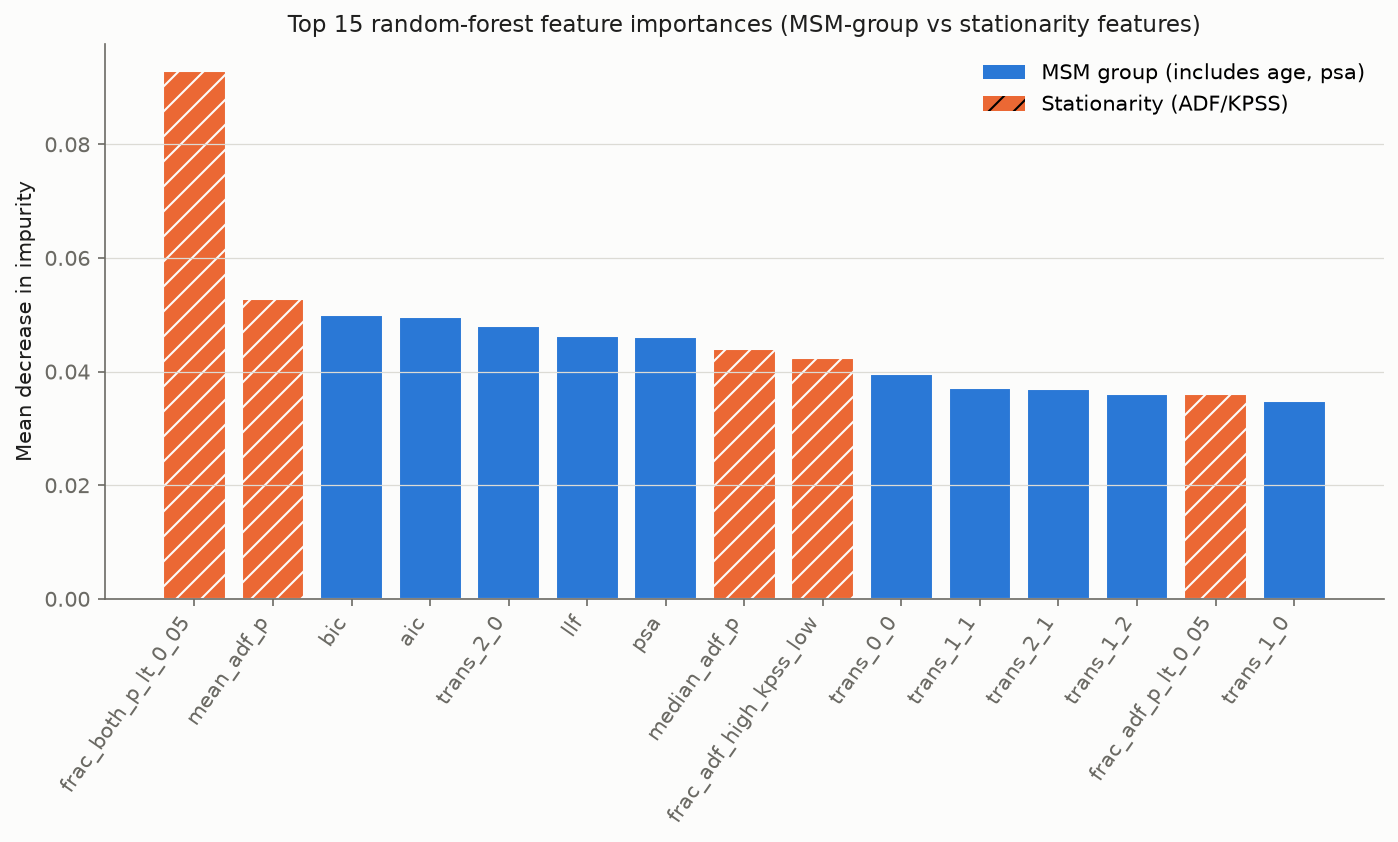 Top 15 random-forest feature importances (MSM-group vs stationarity features)
MSM group (includes age, psa)
Stationarity (ADF/KPSS)
Mean decrease in impurity
0.08
0.06
0.04
0.02
0.00
frac_both_p_lt_0_05
mean_adf_p
bic
aic
trans_2_0
llf
psa
median_adf_p
frac_adf_high_kpss_low
trans_0_0
trans_1_1
trans_2_1
trans_1_2
frac_adf_p_lt_0_05
trans_1_0